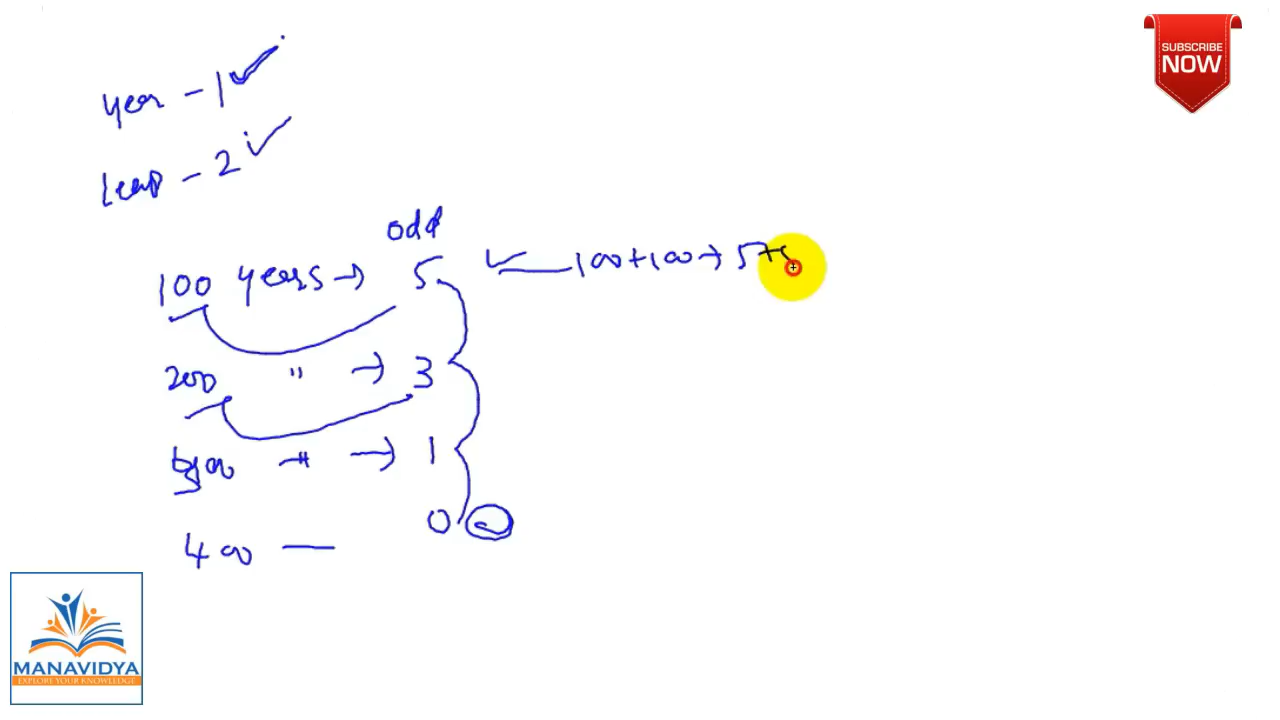 year - 1
leap - 2
odd
100 years → 5
100+100→ 5+5
200 " → 3
300 " → 1
400 — 0
SUBSCRIBE
NOW
MANAVIDYA
EXPLORE YOUR KNOWLEDGE